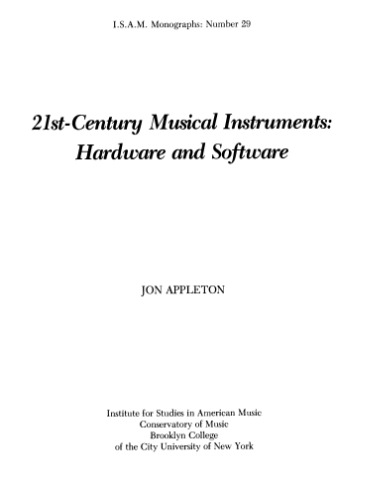 I.S.A.M. Monographs: Number 29
21st-Century Musical Instruments:
Hardware and Software
JON APPLETON
Institute for Studies in American Music
Conservatory of Music
Brooklyn College
of the City University of New York